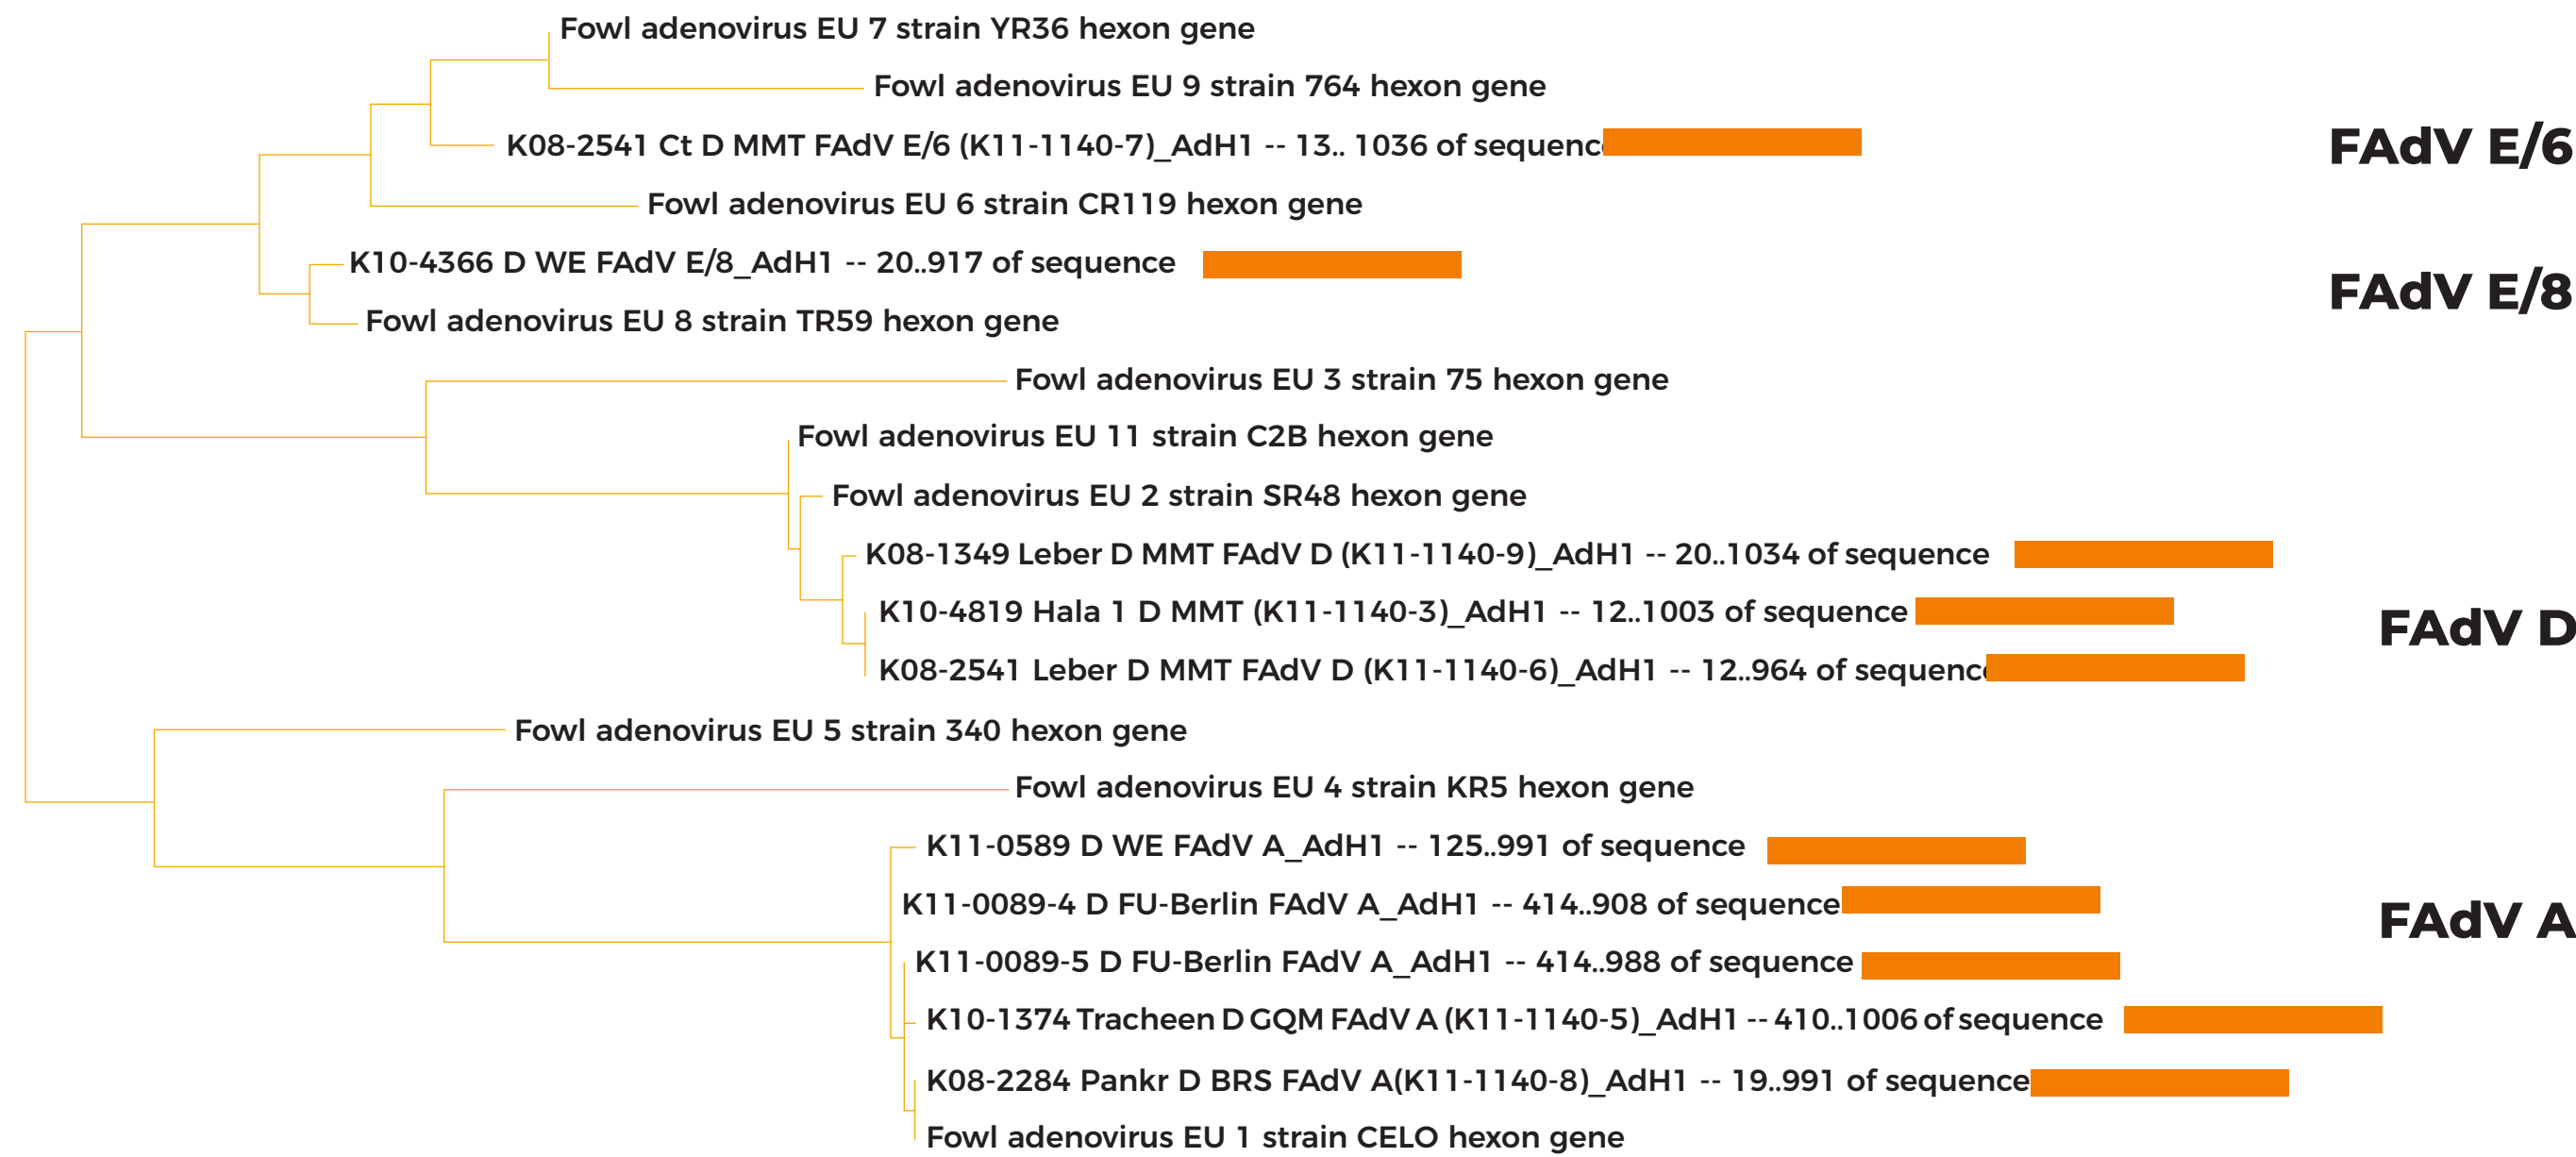 Fowl adenovirus EU 7 strain YR36 hexon gene
Fowl adenovirus EU 9 strain 764 hexon gene
K08-2541 Ct D MMT FAdV E/6 (K11-1140-7)_AdH1 -- 13.. 1036 of sequenc
FAdV E/6
Fowl adenovirus EU 6 strain CR119 hexon gene
K10-4366 D WE FAdV E/8_AdH1 -- 20..917 of sequence
FAdV E/8
Fowl adenovirus EU 8 strain TR59 hexon gene
Fowl adenovirus EU 3 strain 75 hexon gene
Fowl adenovirus EU 11 strain C2B hexon gene
Fowl adenovirus EU 2 strain SR48 hexon gene
K08-1349 Leber D MMT FAdV D (K11-1140-9)_AdH1 -- 20..1034 of sequence
K10-4819 Hala 1 D MMT (K11-1140-3)_AdH1 -- 12..1003 of sequence
FAdV D
K08-2541 Leber D MMT FAdV D (K11-1140-6)_AdH1 -- 12..964 of sequenc
Fowl adenovirus EU 5 strain 340 hexon gene
Fowl adenovirus EU 4 strain KR5 hexon gene
K11-0589 D WE FAdV A_AdH1 -- 125..991 of sequence
K11-0089-4 D FU-Berlin FAdV A_AdH1 -- 414..908 of sequence
FAdV A
K11-0089-5 D FU-Berlin FAdV A_AdH1 -- 414..988 of sequence
K10-1374 Tracheen D GQM FAdV A (K11-1140-5)_AdH1 -- 410..1006 of sequence
K08-2284 Pankr D BRS FAdV A(K11-1140-8)_AdH1 -- 19..991 of sequence
Fowl adenovirus EU 1 strain CELO hexon gene